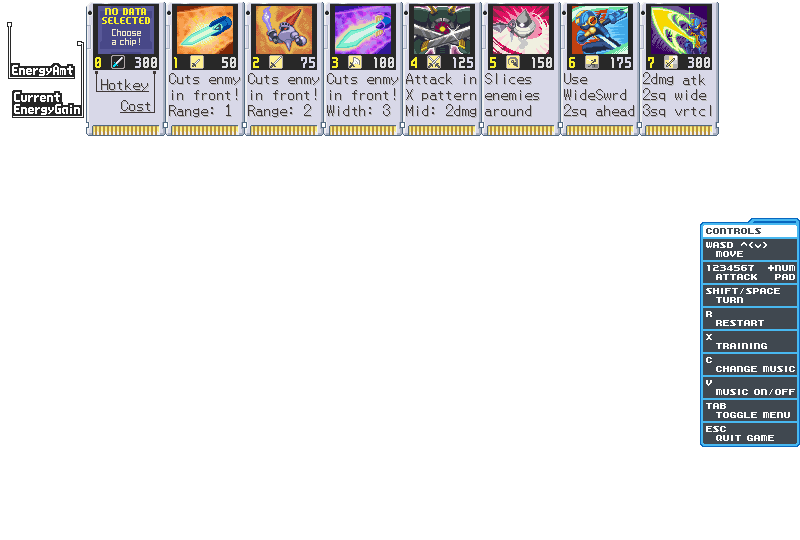 EnergyAmt
Current
EnergyGain
NO DATA
SELECTED
Choose
a chip!
0 300
Hotkey
Cost
1 50
Cuts enmy
in front!
Range: 1
2 75
Cuts enmy
in front!
Range: 2
3 100
Cuts enmy
in front!
Width: 3
4 125
Attack in
X pattern
Mid: 2dmg
5 150
Slices
enemies
around
6 175
Use
WideSwrd
2sq ahead
7 300
2dmg atk
2sq wide
3sq vrtcl
CONTROLS
WASD ^<v>
MOVE
1234567 +NUM
ATTACK PAD
SHIFT/SPACE
TURN
R
RESTART
X
TRAINING
C
CHANGE MUSIC
V
MUSIC ON/OFF
TAB
TOGGLE MENU
ESC
QUIT GAME